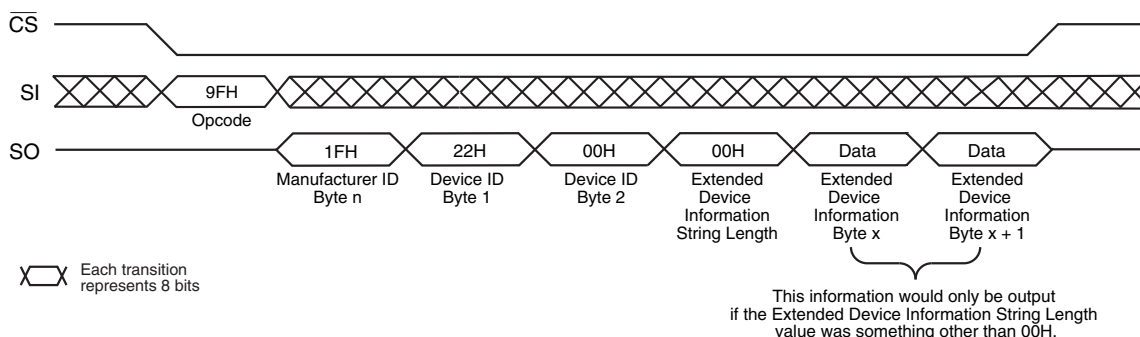 CS
SI
9FH
Opcode
SO
1FH
22H
00H
00H
Data
Data
Manufacturer ID
Byte n
Device ID
Byte 1
Device ID
Byte 2
Extended
Device
Information
String Length
Extended
Device
Information
Byte x
Extended
Device
Information
Byte x + 1
Each transition
represents 8 bits
This information would only be output
if the Extended Device Information String Length
value was something other than 00H.